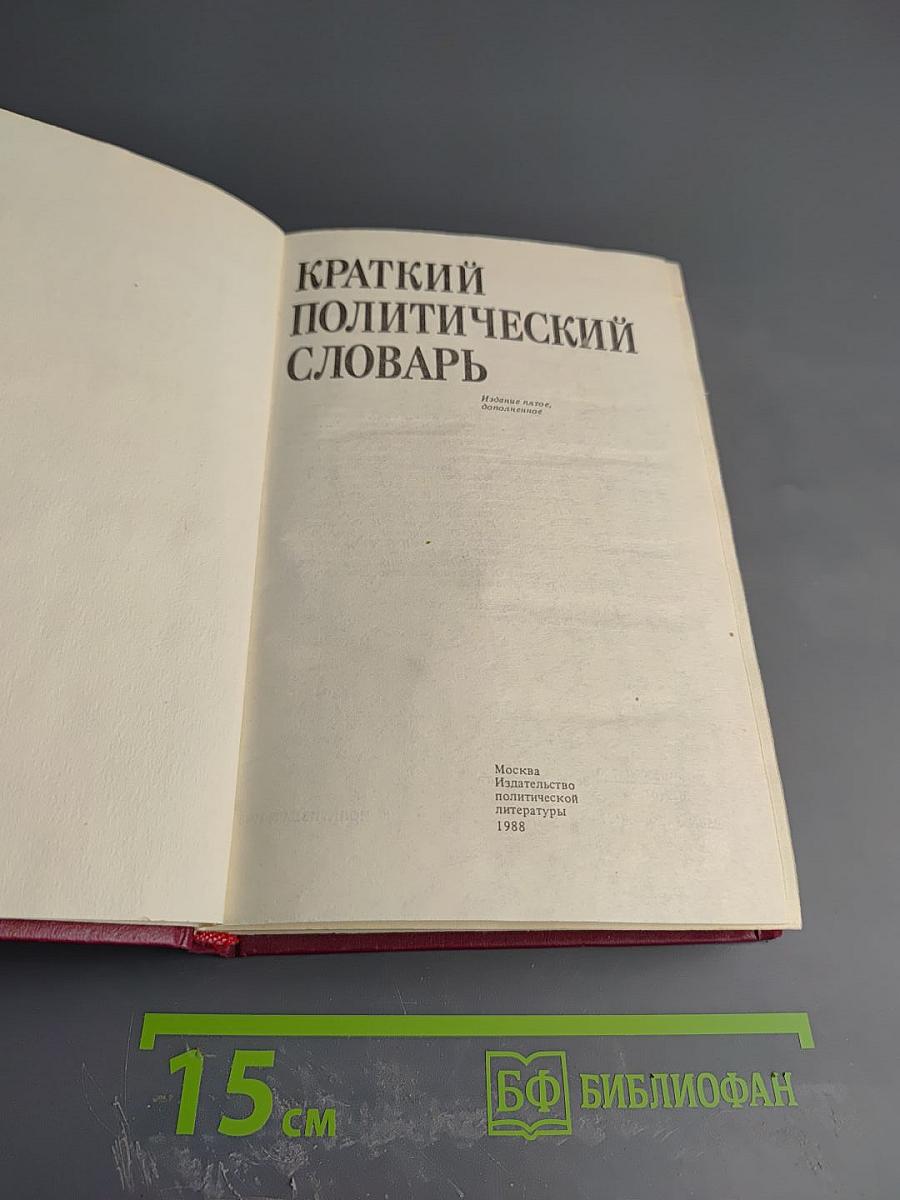 КРАТКИЙ
ПОЛИТИЧЕСКИЙ
СЛОВАРЬ
Издание пятое,
дополненное
Москва
Издательство
политической
литературы
1988
15 см
БФ БИБЛИОФАН